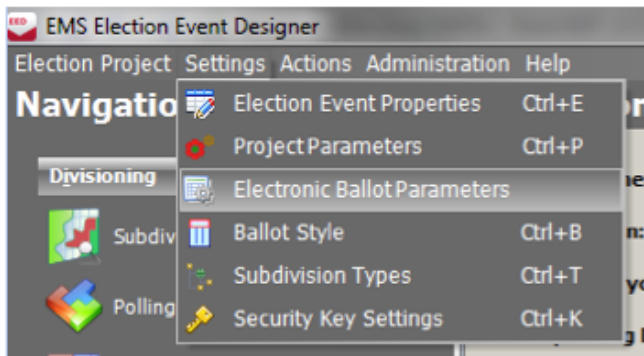 EMS Election Event Designer
Election Project Settings Actions Administration Help
Navigatio
Election Event Properties Ctrl+E
Project Parameters Ctrl+P
Divisioning
Electronic Ballot Parameters
Subdiv
Ballot Style Ctrl+B
n:
Subdivision Types Ctrl+T
Polling
Security Key Settings Ctrl+K